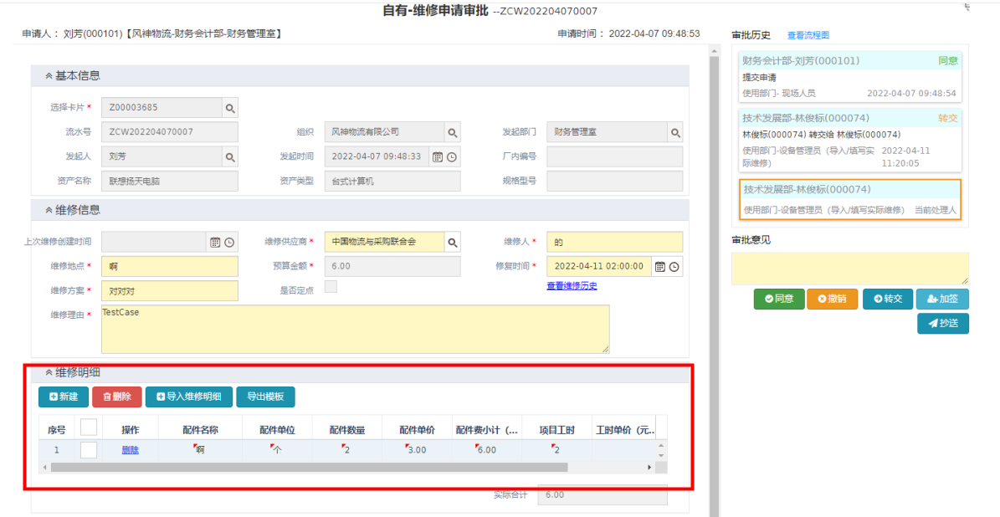 自有-维修申请审批 --ZCW202204070007
申请人：刘芳(000101)【风神物流-财务会计部-财务管理室】 申请时间：2022-04-07 09:48:53
基本信息
选择卡片 * Z00003685
流水号 ZCW202204070007 组织 风神物流有限公司 发起部门 财务管理室
发起人 刘芳 发起时间 2022-04-07 09:48:33 厂内编号
资产名称 联想扬天电脑 资产类型 台式计算机 规格型号
维修信息
上次维修创建时间 维修供应商 * 中国物流与采购联合会 维修人 * 的
维修地点 * 啊 预算金额 * 6.00 修复时间 * 2022-04-11 02:00:00
维修方案 * 对对对 是否定点 查看维修历史
维修理由 * TestCase
维修明细
新建 删除 导入维修明细 导出模板
序号 操作 配件名称 配件单位 配件数量 配件单价 配件费小计（... 项目工时 工时单价（元..
1 删除 啊 个 2 3.00 6.00 2
实际合计 6.00
审批历史 查看流程图
财务会计部-刘芳(000101) 同意
提交申请
使用部门- 现场人员 2022-04-07 09:48:54
技术发展部-林俊标(000074) 转交
林俊标(000074) 转交给 林俊标(000074)
使用部门-设备管理员（导入/填写实 2022-04-11
际维修） 11:20:05
技术发展部-林俊标(000074)
使用部门-设备管理员（导入/填写实际维修） 当前处理人
审批意见
同意 撤销 转交 加签
抄送